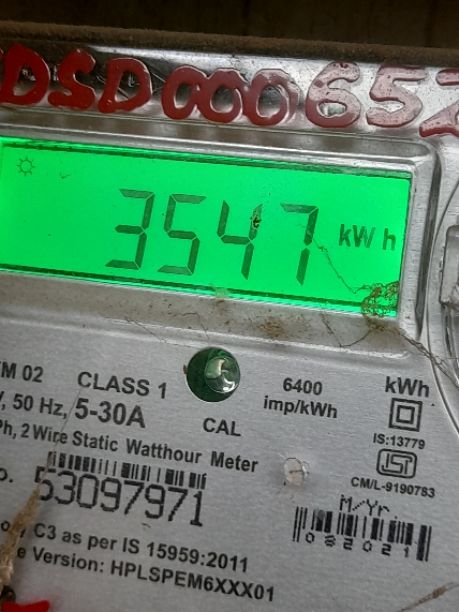 DSD000652
3547 kWh
M 02
CLASS 1
6400
imp/kWh
kWh
V, 50 Hz, 5-30A
CAL
IS:13779
Ph, 2 Wire Static Watthour Meter
CM/L-9190783
o. 53097971
M/Yr.
082021
C3 as per IS 15959:2011
e Version: HPLSPEM6XXX01